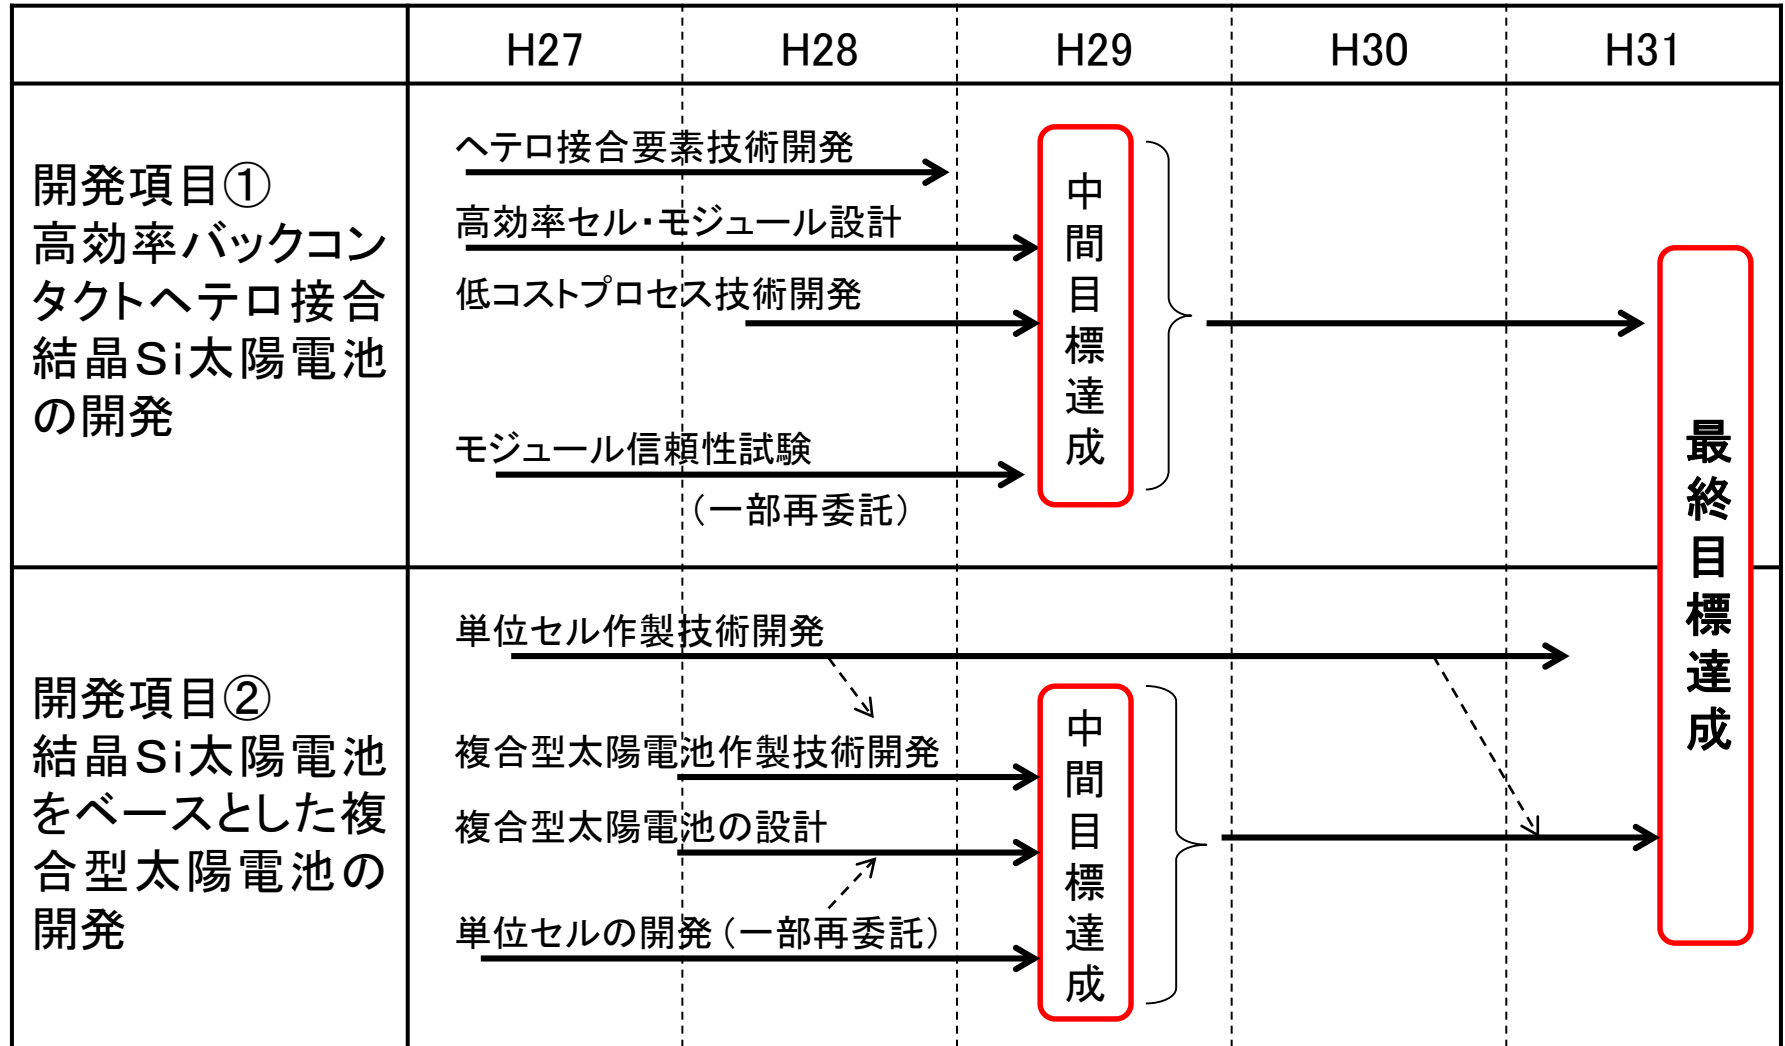 H27 H28 H29 H30 H31
開発項目①
高効率バックコン
タクトヘテロ接合
結晶Si太陽電池
の開発
ヘテロ接合要素技術開発
高効率セル・モジュール設計
低コストプロセス技術開発
モジュール信頼性試験
（一部再委託）
中間目標達成
開発項目②
結晶Si太陽電池
をベースとした複
合型太陽電池の
開発
単位セル作製技術開発
複合型太陽電池作製技術開発
複合型太陽電池の設計
単位セルの開発（一部再委託）
中間目標達成
最終目標達成